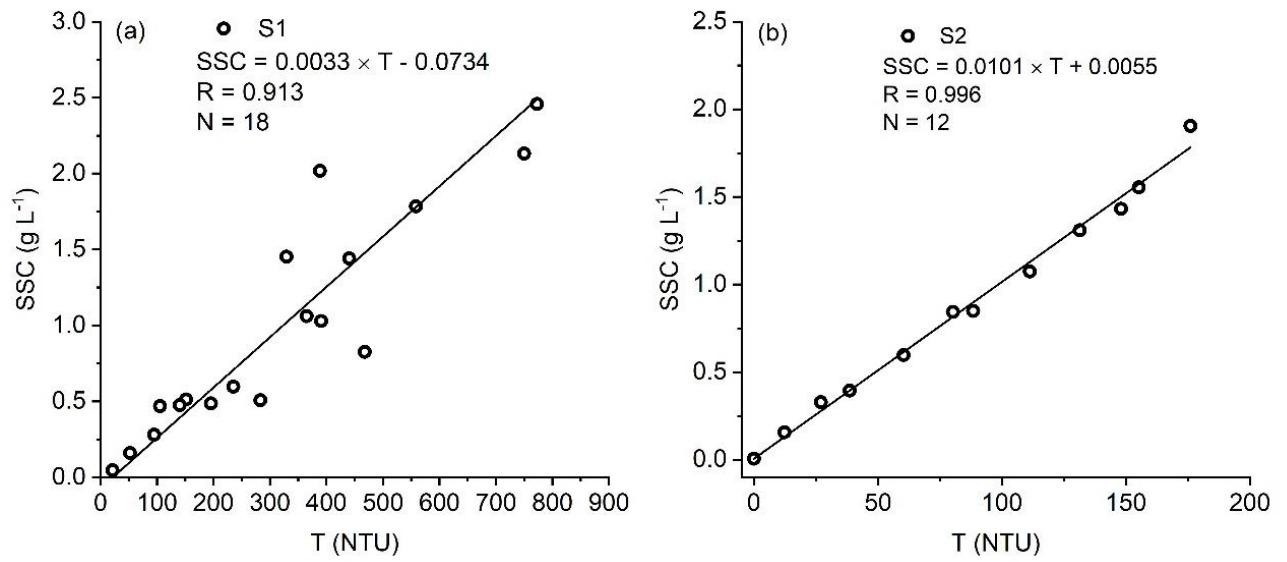 (a)
S1
SSC = 0.0033 × T - 0.0734
R = 0.913
N = 18
3.0
2.5
2.0
1.5
1.0
0.5
0.0
SSC (g L⁻¹)
0 100 200 300 400 500 600 700 800 900
T (NTU)
(b)
S2
SSC = 0.0101 × T + 0.0055
R = 0.996
N = 12
2.5
2.0
1.5
1.0
0.5
0.0
SSC (g L⁻¹)
0 50 100 150 200
T (NTU)